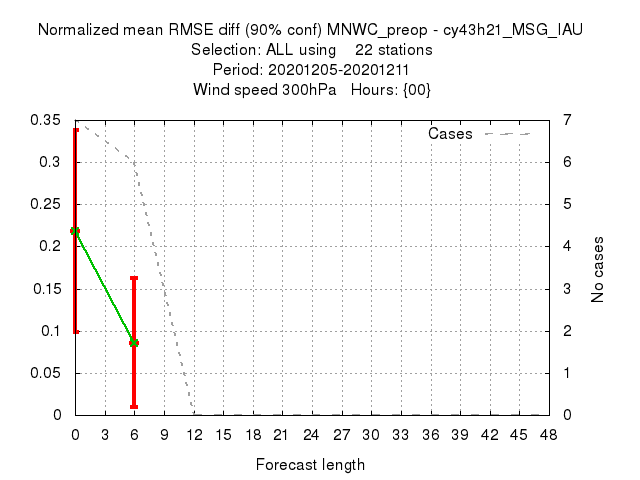 Normalized mean RMSE diff (90% conf) MNWC_preop - cy43h21_MSG_IAU
Selection: ALL using 22 stations
Period: 20201205-20201211
Wind speed 300hPa Hours: {00}
Cases
0.35
0.3
0.25
0.2
0.15
0.1
0.05
0
7
6
5
4
3
2
1
0
No cases
0 3 6 9 12 15 18 21 24 27 30 33 36 39 42 45 48
Forecast length